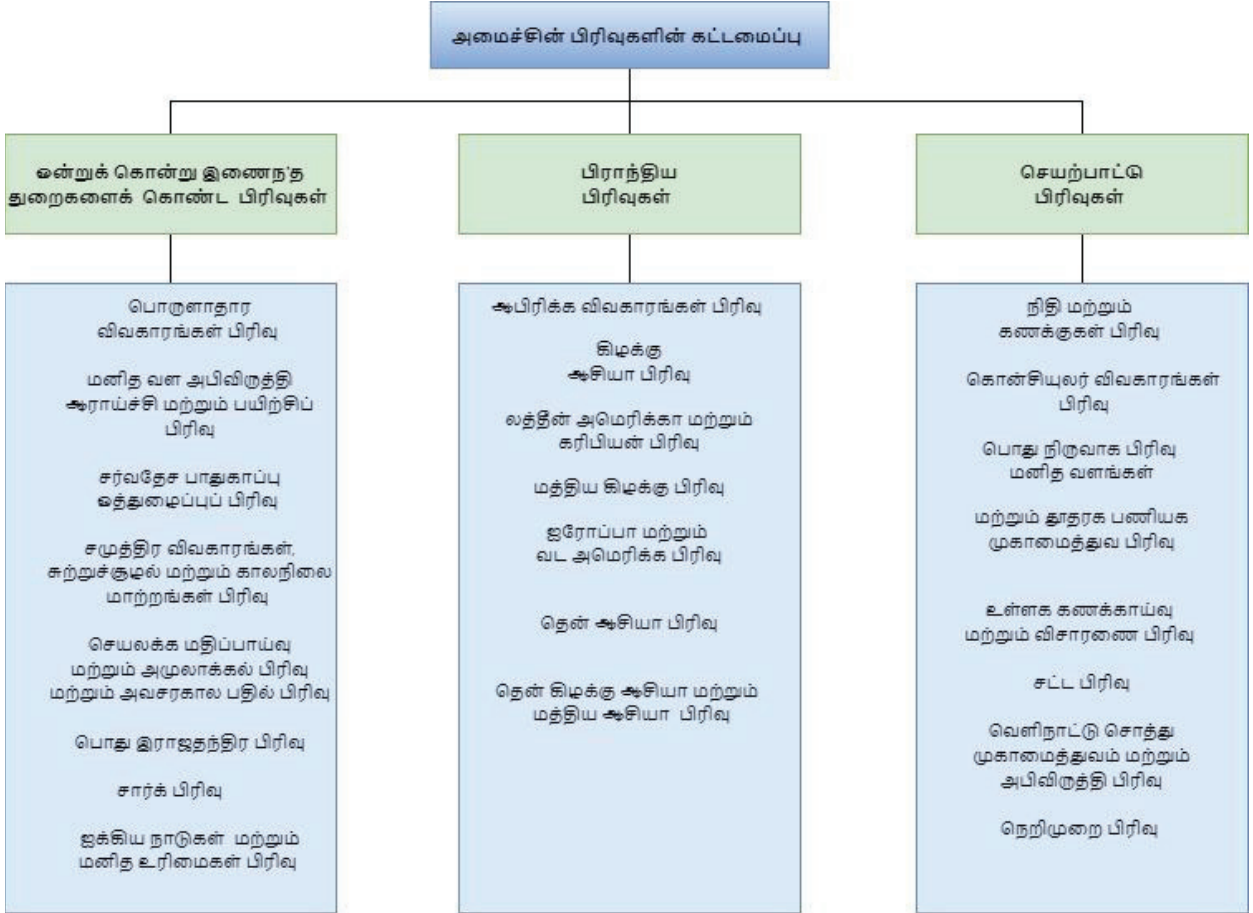 அமைச்சின் பிரிவுகளின் கட்டமைப்பு
ஒன்றுக் கொன்று இணைந'த
துறைகளைக் கொண்ட பிரிவுகள்
பொருளாதார
விவகாரங்கள் பிரிவு
மனித வள அபிவிருத்தி
ஆராய்ச்சி மற்றும் பயிற்சிப்
பிரிவு
சர்வதேச பாதுகாப்பு
ஒத்துழைப்புப் பிரிவு
சமுத்திர விவகாரங்கள்,
சுற்றுச்சூழல் மற்றும் காலநிலை
மாற்றங்கள் பிரிவு
செயலக்க மதிப்பாய்வு
மற்றும் அமுலாக்கல் பிரிவு
மற்றும் அவசரகால பதில் பிரிவு
பொது இராஜதந்திர பிரிவு
சார்க் பிரிவு
ஐக்கிய நாடுகள் மற்றும்
மனித உரிமைகள் பிரிவு
பிராந்திய
பிரிவுகள்
ஆபிரிக்க விவகாரங்கள் பிரிவு
கிழக்கு
ஆசியா பிரிவு
லத்தீன் அமெரிக்கா மற்றும்
கரிபியன் பிரிவு
மத்திய கிழக்கு பிரிவு
ஐரோப்பா மற்றும்
வட அமெரிக்க பிரிவு
தென் ஆசியா பிரிவு
தென் கிழக்கு ஆசியா மற்றும்
மத்திய ஆசியா பிரிவு
செயற்பாட்டு
பிரிவுகள்
நிதி மற்றும்
கணக்குகள் பிரிவு
கொன்சியுலர் விவகாரங்கள்
பிரிவு
பொது நிருவாக பிரிவு
மனித வளங்கள்
மற்றும் தூதரக பணியக
முகாமைத்துவ பிரிவு
உள்ளக கணக்காய்வு
மற்றும் விசாரணை பிரிவு
சட்ட பிரிவு
வெளிநாட்டு சொத்து
முகாமைத்துவம் மற்றும்
அபிவிருத்தி பிரிவு
நெறிமுறை பிரிவு